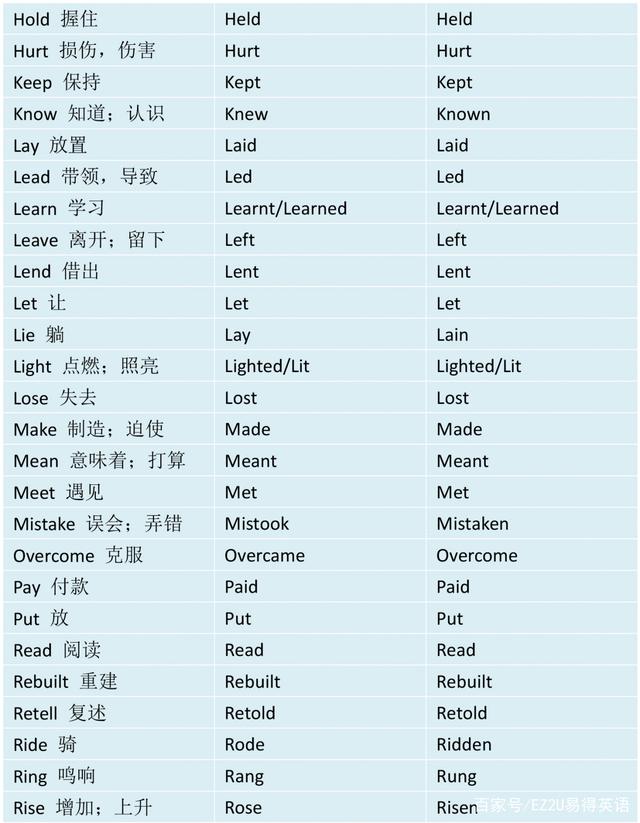 Hold 握住 Held Held
Hurt 损伤，伤害 Hurt Hurt
Keep 保持 Kept Kept
Know 知道；认识 Knew Known
Lay 放置 Laid Laid
Lead 带领，导致 Led Led
Learn 学习 Learnt/Learned Learnt/Learned
Leave 离开；留下 Left Left
Lend 借出 Lent Lent
Let 让 Let Let
Lie 躺 Lay Lain
Light 点燃；照亮 Lighted/Lit Lighted/Lit
Lose 失去 Lost Lost
Make 制造；迫使 Made Made
Mean 意味着；打算 Meant Meant
Meet 遇见 Met Met
Mistake 误会；弄错 Mistook Mistaken
Overcome 克服 Overcame Overcome
Pay 付款 Paid Paid
Put 放 Put Put
Read 阅读 Read Read
Rebuilt 重建 Rebuilt Rebuilt
Retell 复述 Retold Retold
Ride 骑 Rode Ridden
Ring 鸣响 Rang Rung
Rise 增加；上升 Rose Risen
百家号/EZ2U易得英语